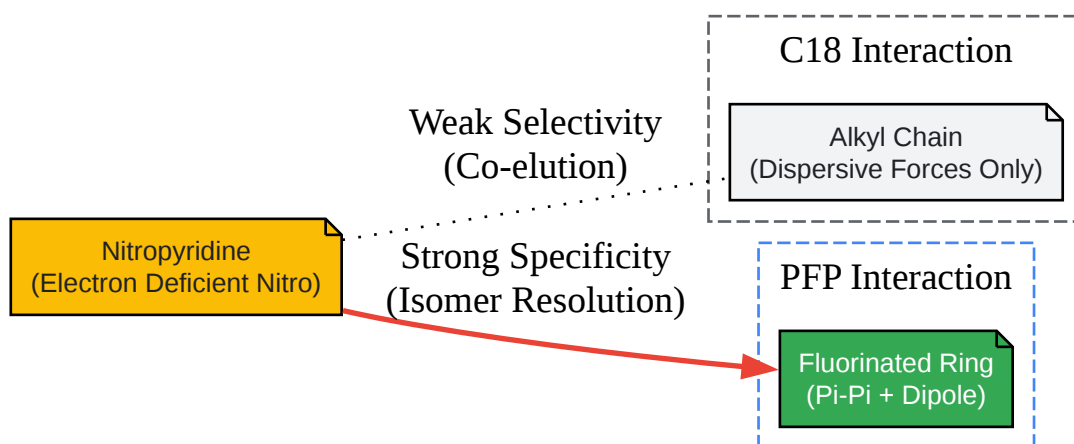 C18 Interaction
Alkyl Chain
(Dispersive Forces Only)
Weak Selectivity
(Co-elution)
Nitropyridine
(Electron Deficient Nitro)
Strong Specificity
(Isomer Resolution)
PFP Interaction
Fluorinated Ring
(Pi-Pi + Dipole)